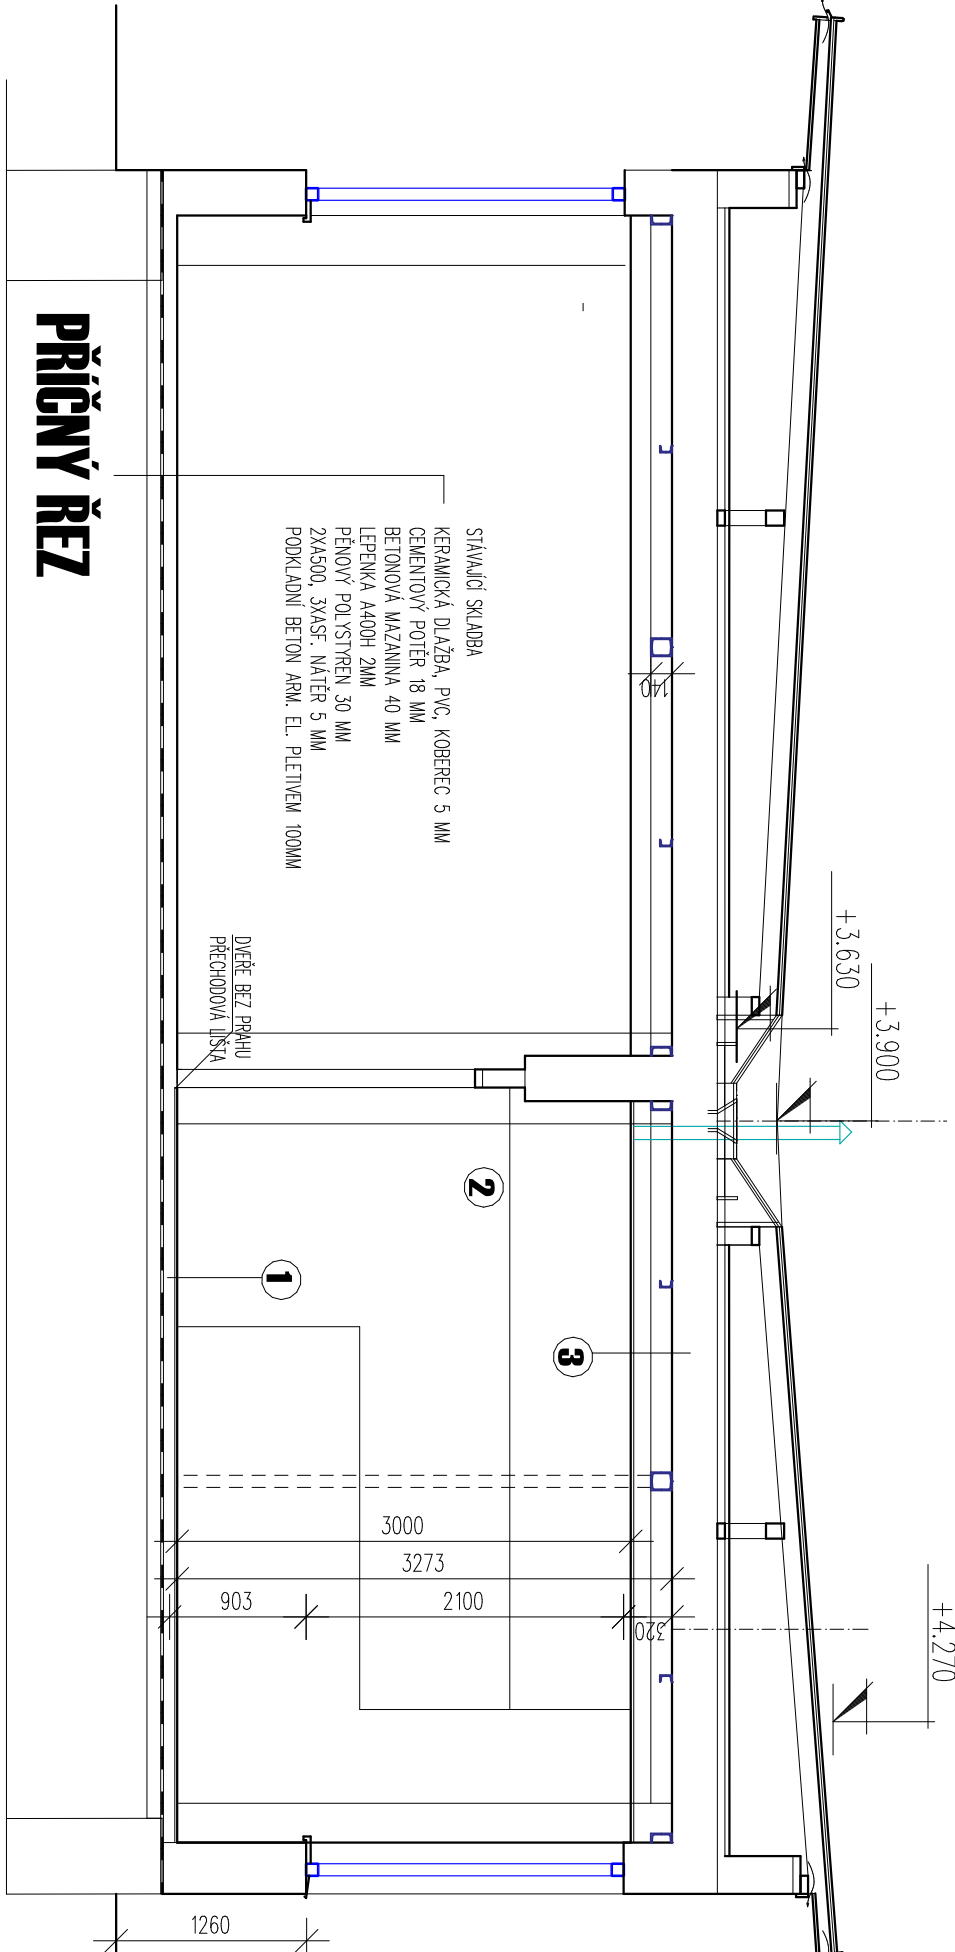 PŘÍČNÝ ŘEZ
STÁVAJÍCÍ SKLADBA
KERAMICKÁ DLAŽBA, PVC, KOBEREC 5 MM
CEMENTOVÝ POTĚR 18 MM
BETONOVÁ MAZANINA 40 MM
LEPENKA A400H 2MM
PĚNOVÝ POLYSTYREN 30 MM
2XA500, 3XASF. NÁTĚR 5 MM
PODKLADNÍ BETON ARM. EL. PLETIVEM 100MM
DVEŘE BEZ PRAHU
PŘECHODOVÁ LIŠTA
140
+3.630
+3.900
+4.270
2
1
3
3000
3273
903
2100
320
1260